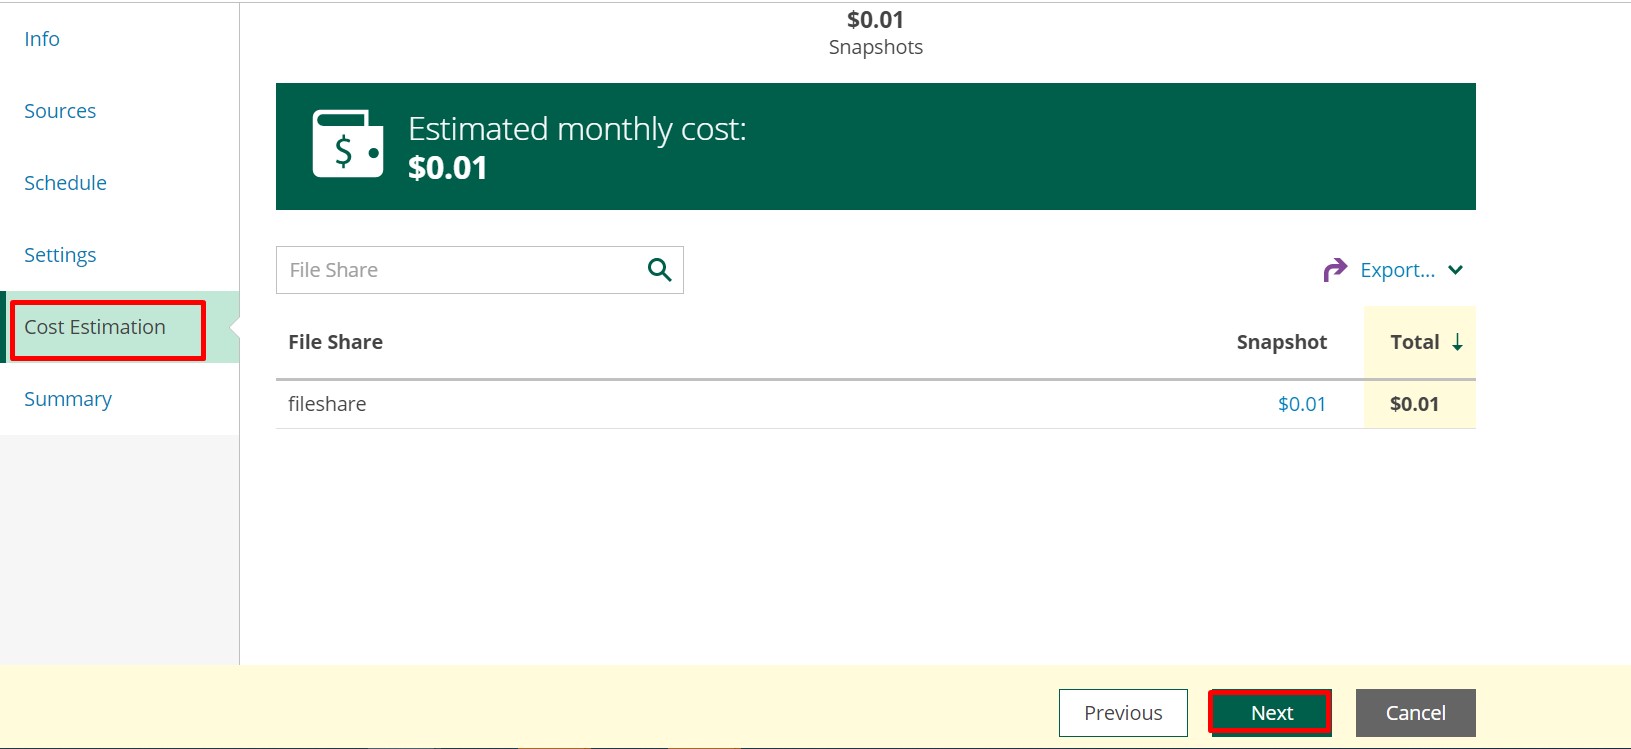 Info
Sources
Schedule
Settings
Cost Estimation
Summary
$0.01
Snapshots
$
Estimated monthly cost:
$0.01
File Share
Export...
File Share Snapshot Total
fileshare $0.01 $0.01
Previous Next Cancel